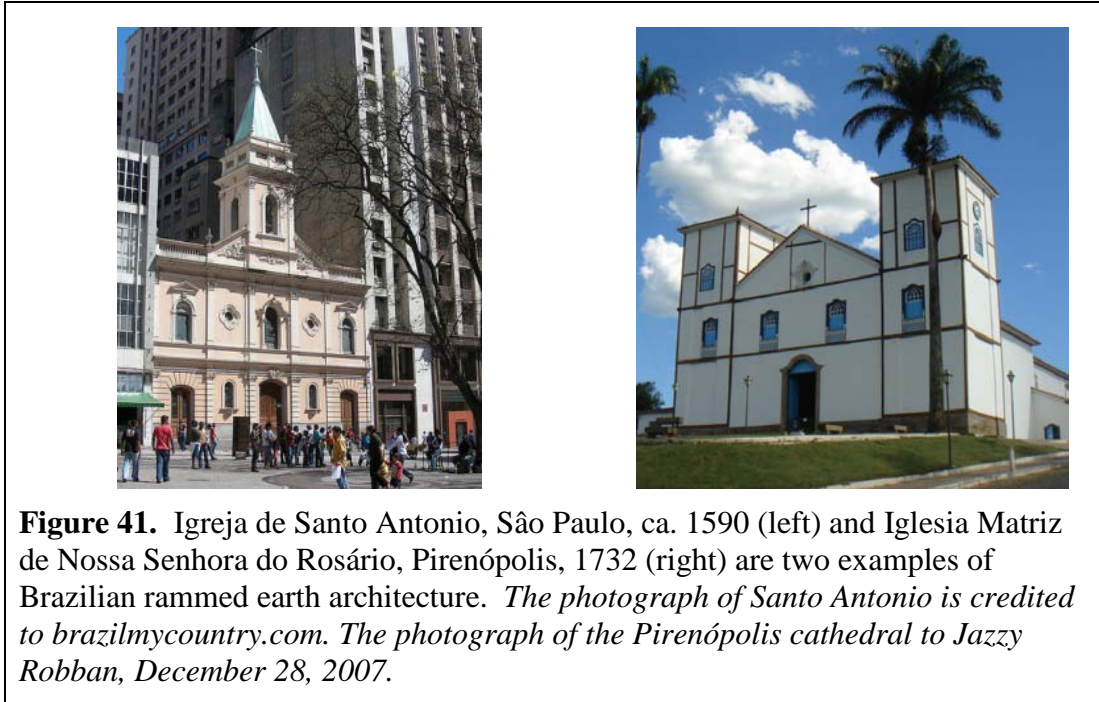 Figure 41. Igreja de Santo Antonio, Sâo Paulo, ca. 1590 (left) and Iglesia Matriz
de Nossa Senhora do Rosário, Pirenópolis, 1732 (right) are two examples of
Brazilian rammed earth architecture. The photograph of Santo Antonio is credited
to brazilmycountry.com. The photograph of the Pirenópolis cathedral to Jazzy
Robban, December 28, 2007.